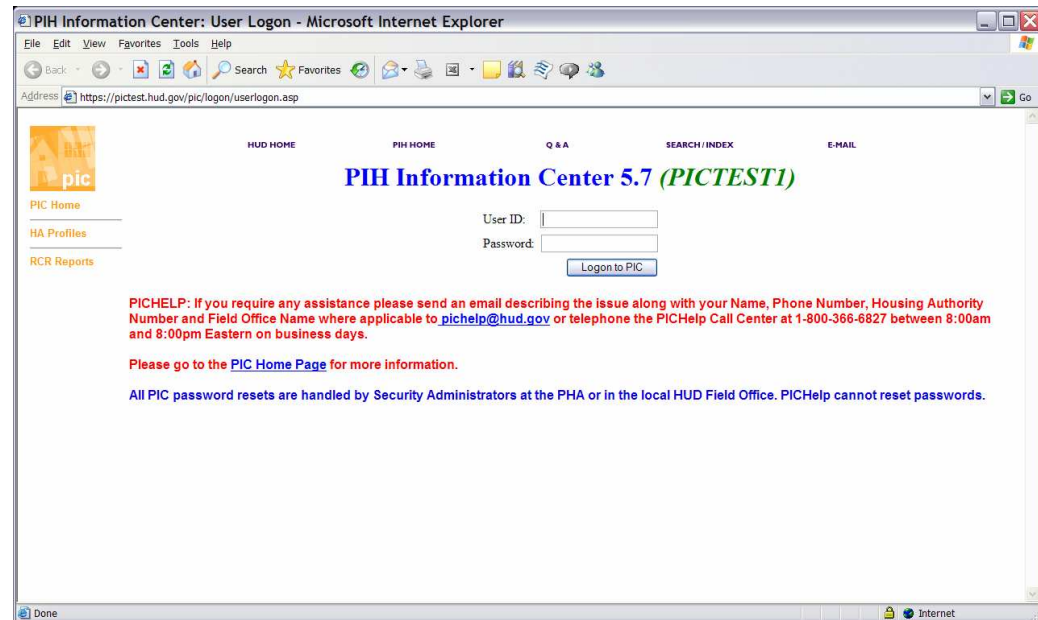 PIH Information Center: User Logon - Microsoft Internet Explorer
File Edit View Favorites Tools Help
Back Search Favorites
Address https://pictest.hud.gov/pic/logon/userlogon.asp Go
pic
HUD HOME PIH HOME Q & A SEARCH / INDEX E-MAIL
PIH Information Center 5.7 (PICTEST1)
PIC Home
HA Profiles
RCR Reports
User ID:
Password:
Logon to PIC
PICHELP: If you require any assistance please send an email describing the issue along with your Name, Phone Number, Housing Authority
Number and Field Office Name where applicable to pichelp@hud.gov or telephone the PICHelp Call Center at 1-800-366-6827 between 8:00am
and 8:00pm Eastern on business days.
Please go to the PIC Home Page for more information.
All PIC password resets are handled by Security Administrators at the PHA or in the local HUD Field Office. PICHelp cannot reset passwords.
Done Internet